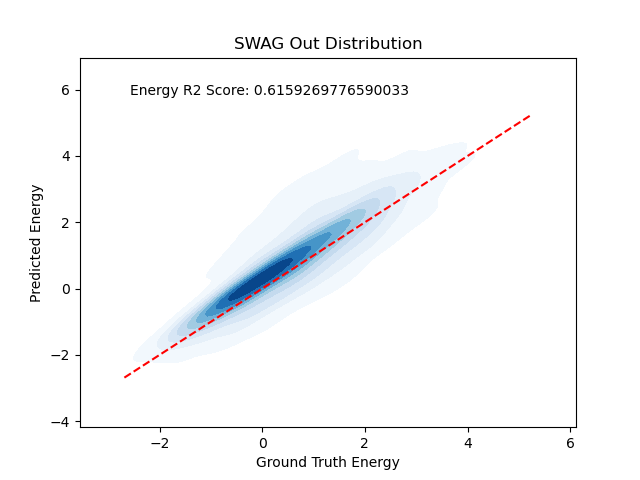 SWAG Out Distribution
Energy R2 Score: 0.6159269776590033
6
4
2
0
−2
−4
Predicted Energy
−2
0
2
4
6
Ground Truth Energy